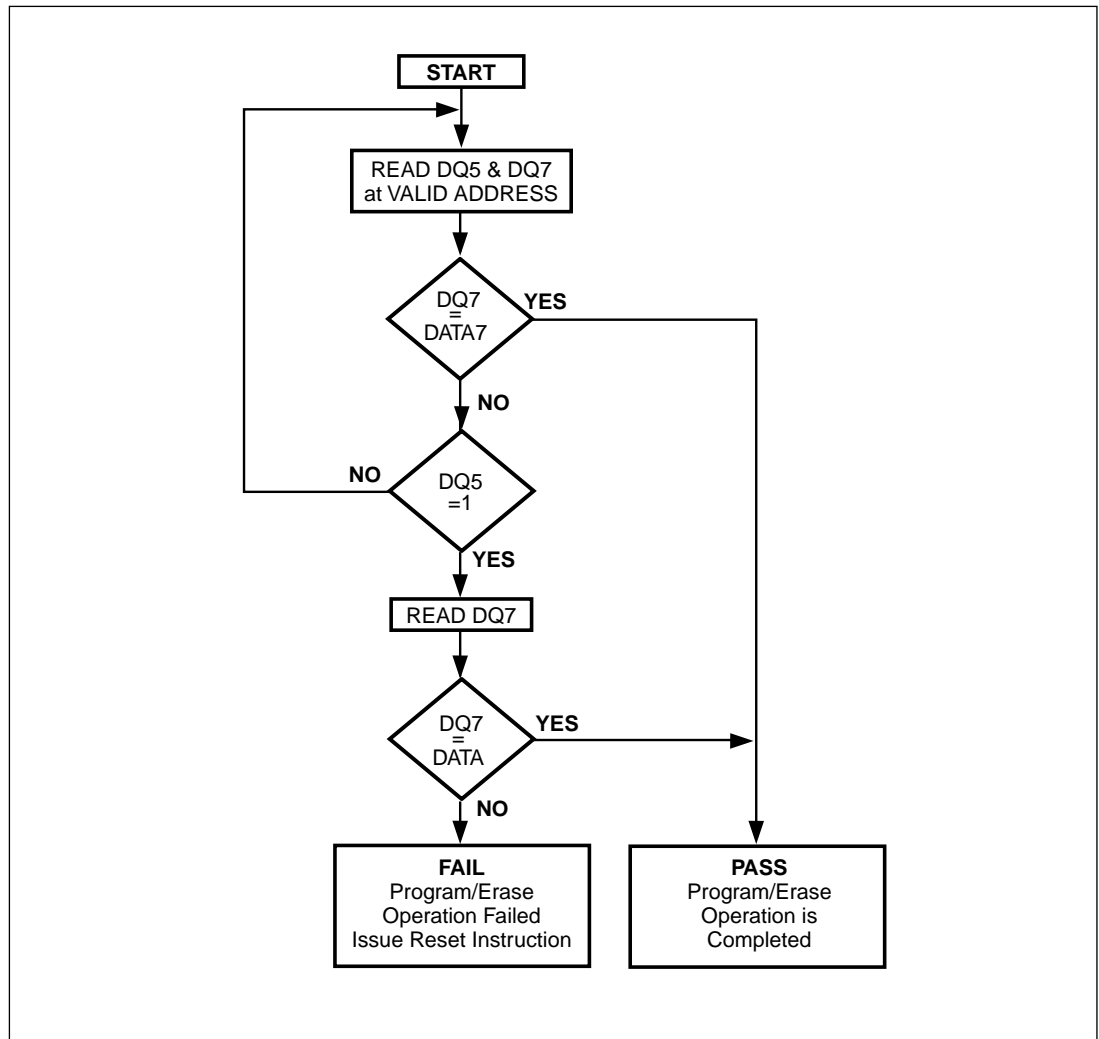 START
READ DQ5 & DQ7
at VALID ADDRESS
DQ7
=
DATA7
YES
NO
DQ5
=1
NO
YES
READ DQ7
DQ7
=
DATA
YES
NO
FAIL
Program/Erase
Operation Failed
Issue Reset Instruction
PASS
Program/Erase
Operation is
Completed